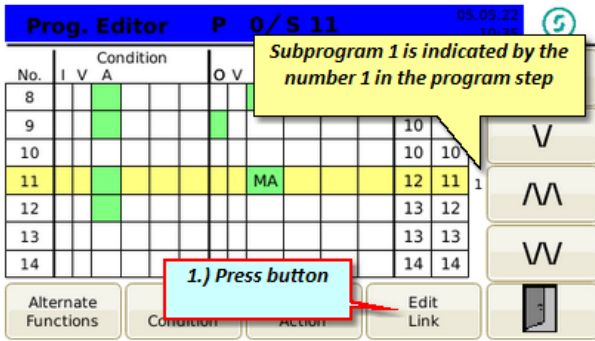 Prog. Editor P 0/S 11 05.05.22
10:35
Subprogram 1 is indicated by the
number 1 in the program step
Condition
No. I V A O V
8
9 10
10 10 10
11 MA 12 11 1
12 13 12
13 13 13
14 14 14
1.) Press button
Alternate
Functions
Condition
Action
Edit
Link